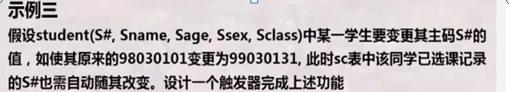 示例三
假设student(S#, Sname, Sage, Ssex, Sclass)中某一学生要变更其主码S#的
值，如使其原来的98030101变更为99030131, 此时sc表中该同学已选课记录
的S#也需自动随其改变。设计一个触发器完成上述功能